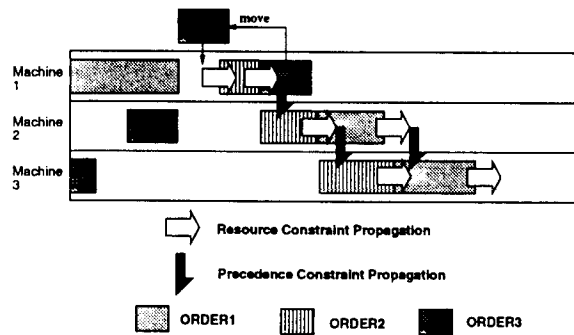 move
Machine
1
Machine
2
Machine
3
Resource Constraint Propagation
Precedence Constraint Propagation
ORDER1 ORDER2 ORDER3